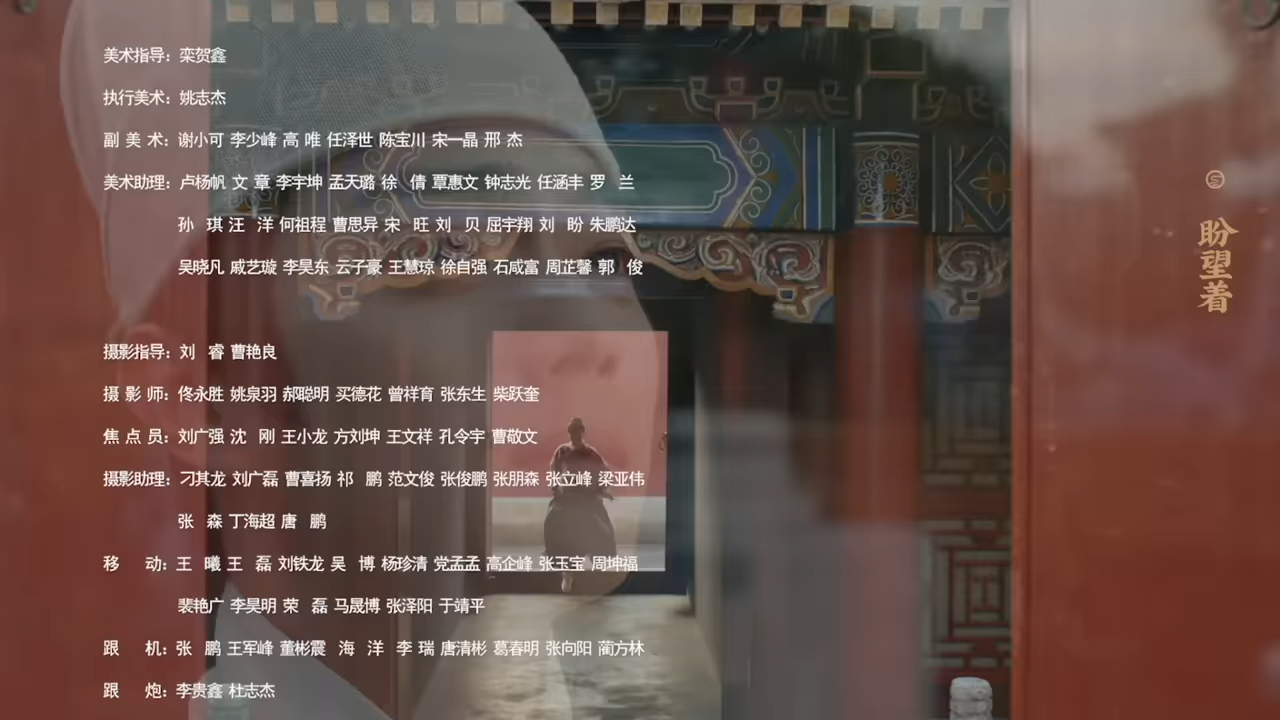 美术指导：栾贺鑫
执行美术：姚志杰
副 美 术：谢小可 李少峰 高 唯 任泽世 陈宝川 宋一晶 邢 杰
美术助理：卢杨帆 文 章 李宇坤 孟天璐 徐 倩 覃惠文 钟志光 任涵丰 罗 兰
孙 琪 汪 洋 何祖程 曹思异 宋 旺 刘 贝 屈宇翔 刘 盼 朱鹏达
吴晓凡 戚艺璇 李昊东 云子豪 王慧琼 徐自强 石咸富 周芷馨 郭 俊
摄影指导：刘 睿 曹艳良
摄 影 师：佟永胜 姚泉羽 郝聪明 买德花 曾祥育 张东生 柴跃奎
焦 点 员：刘广强 沈 刚 王小龙 方刘坤 王文祥 孔令宇 曹敬文
摄影助理：刁其龙 刘广磊 曹喜扬 祁 鹏 范文俊 张俊鹏 张朋森 张立峰 梁亚伟
张 森 丁海超 唐 鹏
移 动：王 曦 王 磊 刘铁龙 吴 博 杨珍清 党孟孟 高企峰 张玉宝 周坤福
裴艳广 李昊明 荣 磊 马晟博 张泽阳 于靖平
跟 机：张 鹏 王军峰 董彬震 海 洋 李 瑞 唐清彬 葛春明 张向阳 蔺方林
跟 炮：李贵鑫 杜志杰
盼望着